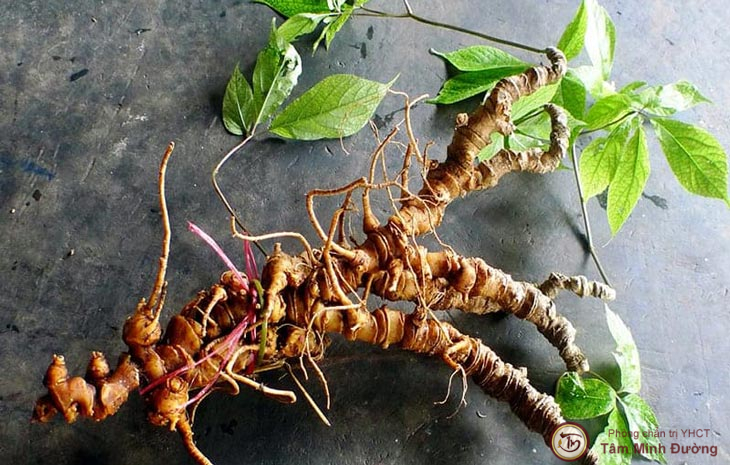 Phòng chẩn trị YHCT
Tâm Minh Đường